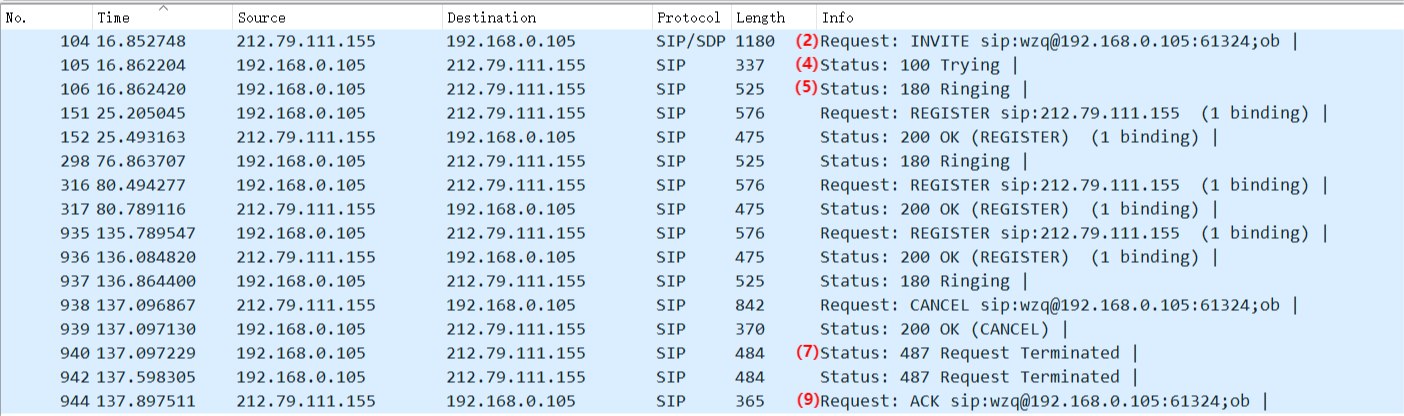 No. Time Source Destination Protocol Length Info
104 16.852748 212.79.111.155 192.168.0.105 SIP/SDP 1180 (2) Request: INVITE sip:wzq@192.168.0.105:61324;ob |
105 16.862204 192.168.0.105 212.79.111.155 SIP 337 (4) Status: 100 Trying |
106 16.862420 192.168.0.105 212.79.111.155 SIP 525 (5) Status: 180 Ringing |
151 25.205045 192.168.0.105 212.79.111.155 SIP 576 Request: REGISTER sip:212.79.111.155 (1 binding) |
152 25.493163 212.79.111.155 192.168.0.105 SIP 475 Status: 200 OK (REGISTER) (1 binding) |
298 76.863707 192.168.0.105 212.79.111.155 SIP 525 Status: 180 Ringing |
316 80.494277 192.168.0.105 212.79.111.155 SIP 576 Request: REGISTER sip:212.79.111.155 (1 binding) |
317 80.789116 212.79.111.155 192.168.0.105 SIP 475 Status: 200 OK (REGISTER) (1 binding) |
935 135.789547 192.168.0.105 212.79.111.155 SIP 576 Request: REGISTER sip:212.79.111.155 (1 binding) |
936 136.084820 212.79.111.155 192.168.0.105 SIP 475 Status: 200 OK (REGISTER) (1 binding) |
937 136.864400 192.168.0.105 212.79.111.155 SIP 525 Status: 180 Ringing |
938 137.096867 212.79.111.155 192.168.0.105 SIP 842 Request: CANCEL sip:wzq@192.168.0.105:61324;ob |
939 137.097130 192.168.0.105 212.79.111.155 SIP 370 Status: 200 OK (CANCEL) |
940 137.097229 192.168.0.105 212.79.111.155 SIP 484 (7) Status: 487 Request Terminated |
942 137.598305 192.168.0.105 212.79.111.155 SIP 484 Status: 487 Request Terminated |
944 137.897511 212.79.111.155 192.168.0.105 SIP 365 (9) Request: ACK sip:wzq@192.168.0.105:61324;ob |